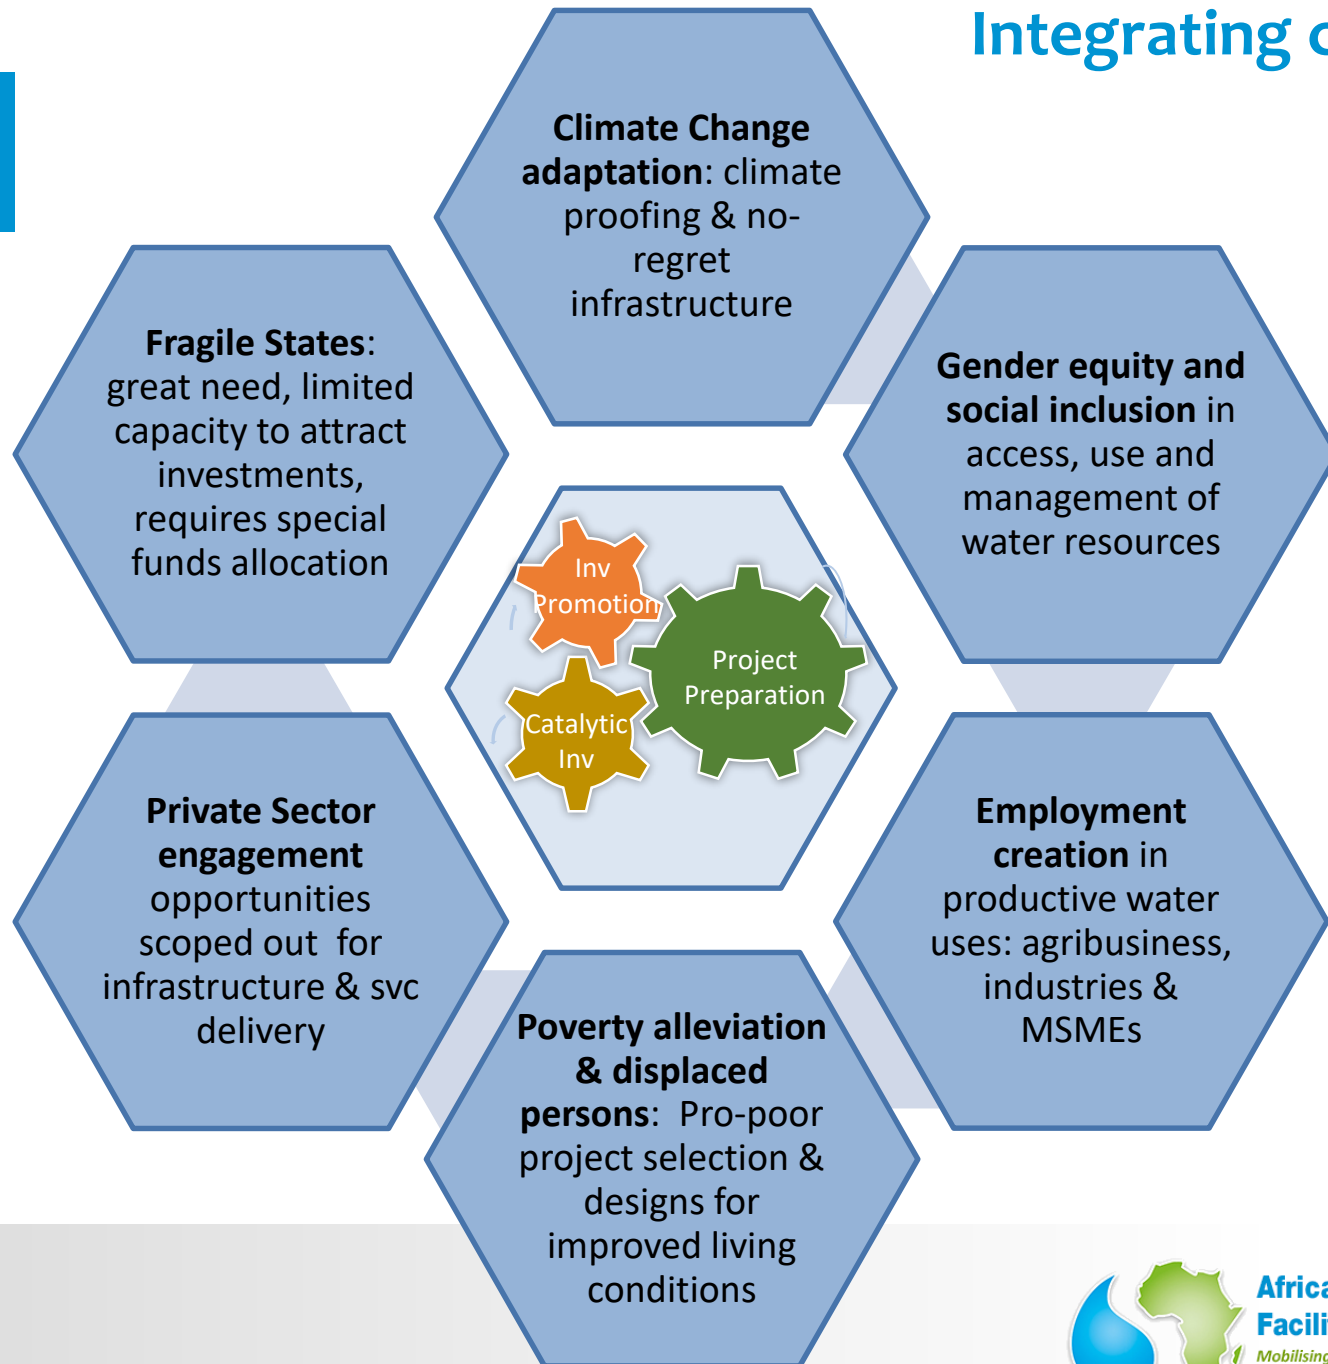 Integrating
Climate Change
adaptation: climate
proofing & no-
regret
infrastructure
Fragile States:
great need, limited
capacity to attract
investments,
requires special
funds allocation
Gender equity and
social inclusion in
access, use and
management of
water resources
Inv
Promotion
Project
Preparation
Catalytic
Inv
Private Sector
engagement
opportunities
scoped out for
infrastructure & svc
delivery
Employment
creation in
productive water
uses: agribusiness,
industries &
MSMEs
Poverty alleviation
& displaced
persons: Pro-poor
project selection &
designs for
improved living
conditions
Africa
Facili
Mobilising